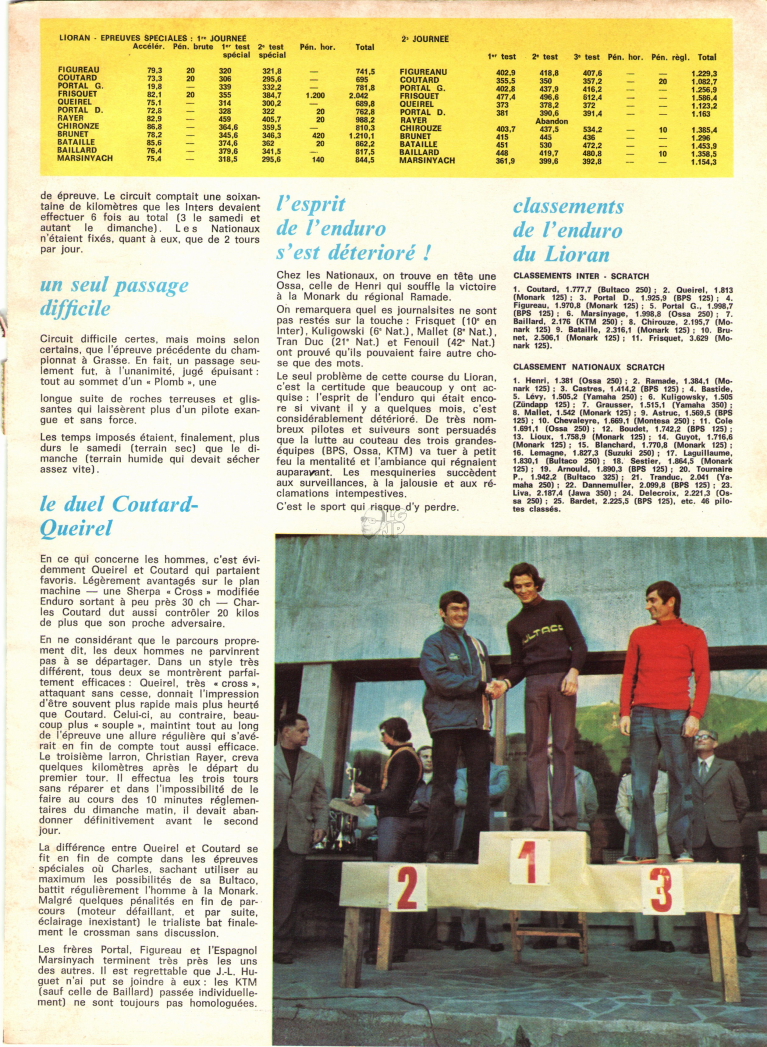 LIORAN - EPREUVES SPECIALES : 1re JOURNEE
Accélér. Pén. brute 1er test spécial 2e test spécial Pén. hor. Total
FIGUREAU 79,3 20 320 321,8 — 741,5
COUTARD 73,3 20 306 295,6 — 695
PORTAL G. 19,8 — 339 332,2 — 781,8
FRISQUET 82,1 20 355 384,7 1.200 2.042
QUEIREL 75,1 — 314 300,2 — 689,8
PORTAL D. 72,8 — 328 322 20 762,8
RAYER 82,9 — 459 405,7 20 988,2
CHIRONZE 86,8 — 364,6 359,5 — 810,3
BRUNET 78,2 — 345,6 346,3 420 1.210,1
BATAILLE 85,6 — 374,6 362 20 862,2
BAILLARD 76,4 — 379,6 341,5 — 817,5
MARSINYACH 75,4 — 318,5 295,6 140 844,5
2e JOURNEE
1er test 2e test 3e test Pén. hor. Pén. règl. Total
FIGUREANU 402,9 418,8 407,6 — — 1.229,3
COUTARD 355,5 350 357,2 — 20 1.082,7
PORTAL G. 402,8 437,9 416,2 — — 1.256,9
FRISQUET 477,4 496,6 612,4 — — 1.586,4
QUEIREL 373 378,2 372 — — 1.123,2
PORTAL D. 381 390,6 391,4 — — 1.163
RAYER Abandon
CHIROUZE 403,7 437,5 534,2 — 10 1.385,4
BRUNET 415 445 436 — — 1.296
BATAILLE 451 530 472,2 — — 1.453,9
BAILLARD 448 419,7 480,8 — 10 1.358,5
MARSINYACH 361,9 399,6 392,8 — — 1.154,3
de épreuve. Le circuit comptait une soixan-
taine de kilomètres que les Inters devaient
effectuer 6 fois au total (3 le samedi et
autant le dimanche). Les Nationaux
n'étaient fixés, quant à eux, que de 2 tours
par jour.
un seul passage
difficile
Circuit difficile certes, mais moins selon
certains, que l'épreuve précédente du cham-
pionnat à Grasse. En fait, un passage seu-
lement fut, à l'unanimité, jugé épuisant :
tout au sommet d'un « Plomb », une
longue suite de roches terreuses et glis-
santes qui laissèrent plus d'un pilote exan-
gue et sans force.
Les temps imposés étaient, finalement, plus
durs le samedi (terrain sec) que le di-
manche (terrain humide qui devait sécher
assez vite).
le duel Coutard-
Queirel
En ce qui concerne les hommes, c'est évi-
demment Queirel et Coutard qui partaient
favoris. Légèrement avantagés sur le plan
machine — une Sherpa « Cross » modifiée
Enduro sortant à peu près 30 ch — Char-
les Coutard dut aussi contrôler 20 kilos
de plus que son proche adversaire.
En ne considérant que le parcours propre-
ment dit, les deux hommes ne parvinrent
pas à se départager. Dans un style très
différent, tous deux se montrèrent parfai-
tement efficaces : Queirel, très « cross »,
attaquant sans cesse, donnait l'impression
d'être souvent plus rapide mais plus heurté
que Coutard. Celui-ci, au contraire, beau-
coup plus « souple », maintint tout au long
de l'épreuve une allure régulière qui s'avé-
rait en fin de compte tout aussi efficace.
Le troisième larron, Christian Rayer, creva
quelques kilomètres après le départ du
premier tour. Il effectua les trois tours
sans réparer et dans l'impossibilité de le
faire au cours des 10 minutes réglemen-
taires du dimanche matin, il devait aban-
donner définitivement avant le second
jour.
La différence entre Queirel et Coutard se
fit en fin de compte dans les épreuves
spéciales où Charles, sachant utiliser au
maximum les possibilités de sa Bultaco,
battit régulièrement l'homme à la Monark.
Malgré quelques pénalités en fin de par-
cours (moteur défaillant, et par suite,
éclairage inexistant) le trialiste bat finale-
ment le crossman sans discussion.
Les frères Portal, Figureau et l'Espagnol
Marsinyach terminent très près les uns
des autres. Il est regrettable que J.-L. Hu-
guet n'ai put se joindre à eux : les KTM
(sauf celle de Baillard) passée individuelle-
ment) ne sont toujours pas homologuées.
l'esprit
de l'enduro
s'est déterioré !
Chez les Nationaux, on trouve en tête une
Ossa, celle de Henri qui souffle la victoire
à la Monark du régional Ramade.
On remarquera quel es journalsites ne sont
pas restés sur la touche : Frisquet (10e en
Inter), Kuligowski (6e Nat.), Mallet (8e Nat.),
Tran Duc (21e Nat.) et Fenouil (42e Nat.)
ont prouvé qu'ils pouvaient faire autre cho-
se que des mots.
Le seul problème de cette course du Lioran,
c'est la certitude que beaucoup y ont ac-
quise : l'esprit de l'enduro qui était enco-
re si vivant il y a quelques mois, c'est
considérablement détérioré. De très nom-
breux pilotes et suiveurs sont persuadés
que la lutte au couteau des trois grandes-
équipes (BPS, Ossa, KTM) va tuer à petit
feu la mentalité et l'ambiance qui régnaient
auparavant. Les mesquineries succèdent
aux surveillances, à la jalousie et aux ré-
clamations intempestives.
C'est le sport qui risque d'y perdre.
classements
de l'enduro
du Lioran
CLASSEMENTS INTER - SCRATCH
1. Coutard, 1.777,7 (Bultaco 250) ; 2. Queirel, 1.813
(Monark 125) ; 3. Portal D., 1.925,9 (BPS 125) ; 4.
Figureau, 1.970,8 (Monark 125) ; 5. Portal G., 1.998,7
(BPS 125) ; 6. Marsinyage, 1.998,8 (Ossa 250) ; 7.
Baillard, 2.176 (KTM 250) ; 8. Chirouze, 2.195,7 (Mo-
nark 125) 9. Bataille, 2.316,1 (Monark 125) ; 10. Bru-
net, 2.506,1 (Monark 125) ; 11. Frisquet, 3.629 (Mo-
nark 125).
CLASSEMENT NATIONAUX SCRATCH
1. Henri, 1.381 (Ossa 250) ; 2. Ramade, 1.384,1 (Mo-
nark 125) ; 3. Castres, 1.414,2 (BPS 125) ; 4. Bastide,
5. Lévy, 1.505,2 (Yamaha 250) ; 6. Kuligowsky, 1.505
(Zündapp 125) ; 7. Grausser, 1.515,1 (Yamaha 350) ;
8. Mallet, 1.542 (Monark 125) ; 9. Astruc, 1.569,5 (BPS
125) ; 10. Chevaleyre, 1.669,1 (Montesa 250) ; 11. Cole
1.691,1 (Ossa 250) ; 12. Boudet, 1.742,2 (BPS 125) ;
13. Lioux, 1.758,9 (Monark 125) ; 14. Guyot, 1.716,6
(Monark 125) ; 15. Blanchard, 1.770,8 (Monark 125) ;
16. Lemagne, 1.827,3 (Suzuki 250) ; 17. Laguillaume,
1.830,1 (Bultaco 250) ; 18. Sestier, 1.864,5 (Monark
125) ; 19. Arnould, 1.890,3 (BPS 125) ; 20. Tournaire
P., 1.942,2 (Bultaco 325) ; 21. Tranduc, 2.041 (Ya-
maha 250) ; 22. Dannemuller, 2.099,8 (BPS 125) ; 23.
Liva, 2.187,4 (Jawa 350) ; 24. Delecroix, 2.221,3 (Os-
sa 250) ; 25. Bardet, 2.225,5 (BPS 125), etc. 46 pilo-
tes classés.
ULTACO
2
1
3